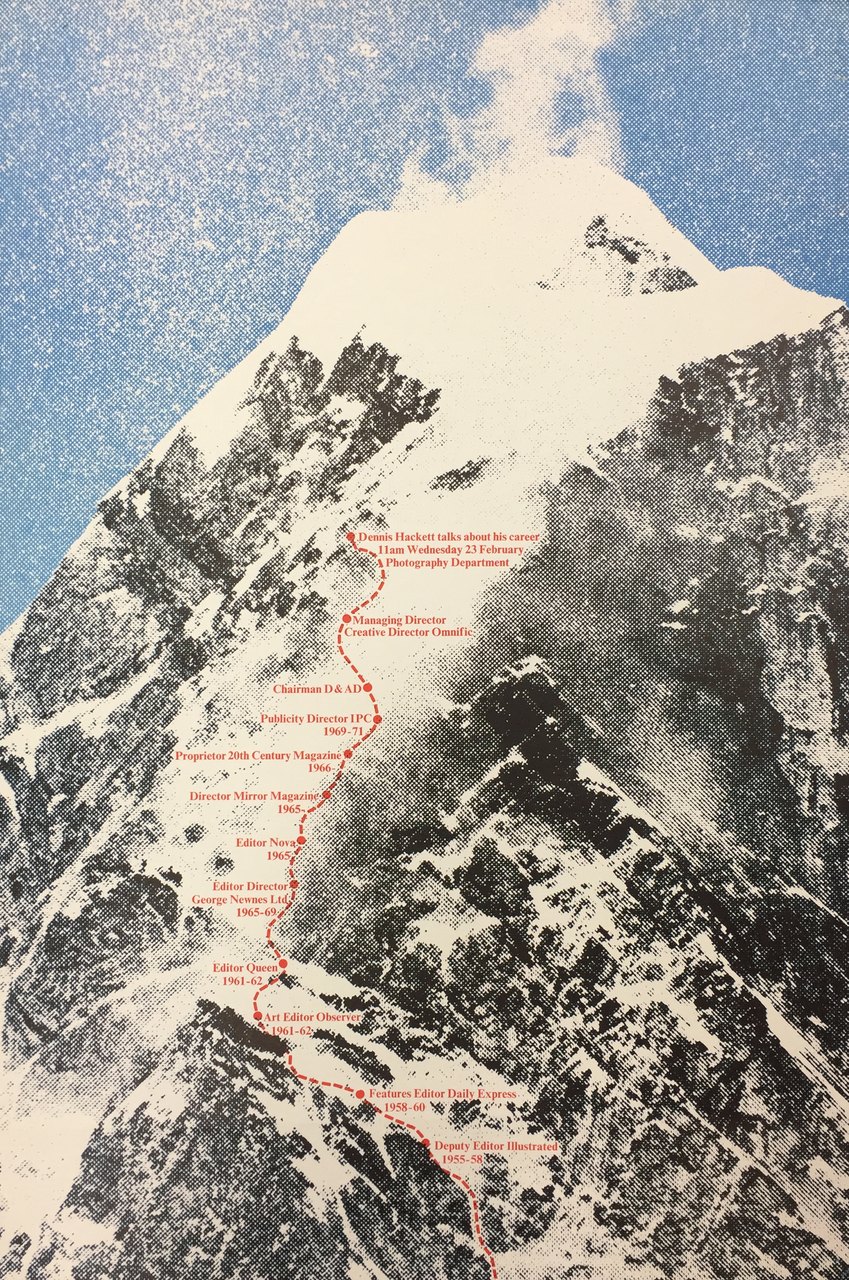 Dennis Hackett talks about his career
11am Wednesday 23 February
Photography Department
Managing Director
Creative Director Omnific
Chairman D&AD
Publicity Director IPC
1969-71
Proprietor 20th Century Magazine
1966-
Director Mirror Magazine
1965-
Editor Nova
1965
Editor Director
George Newnes Ltd
1965-69
Editor Queen
1961-62
Art Editor Observer
1961-62
Features Editor Daily Express
1958-60
Deputy Editor Illustrated
1955-58